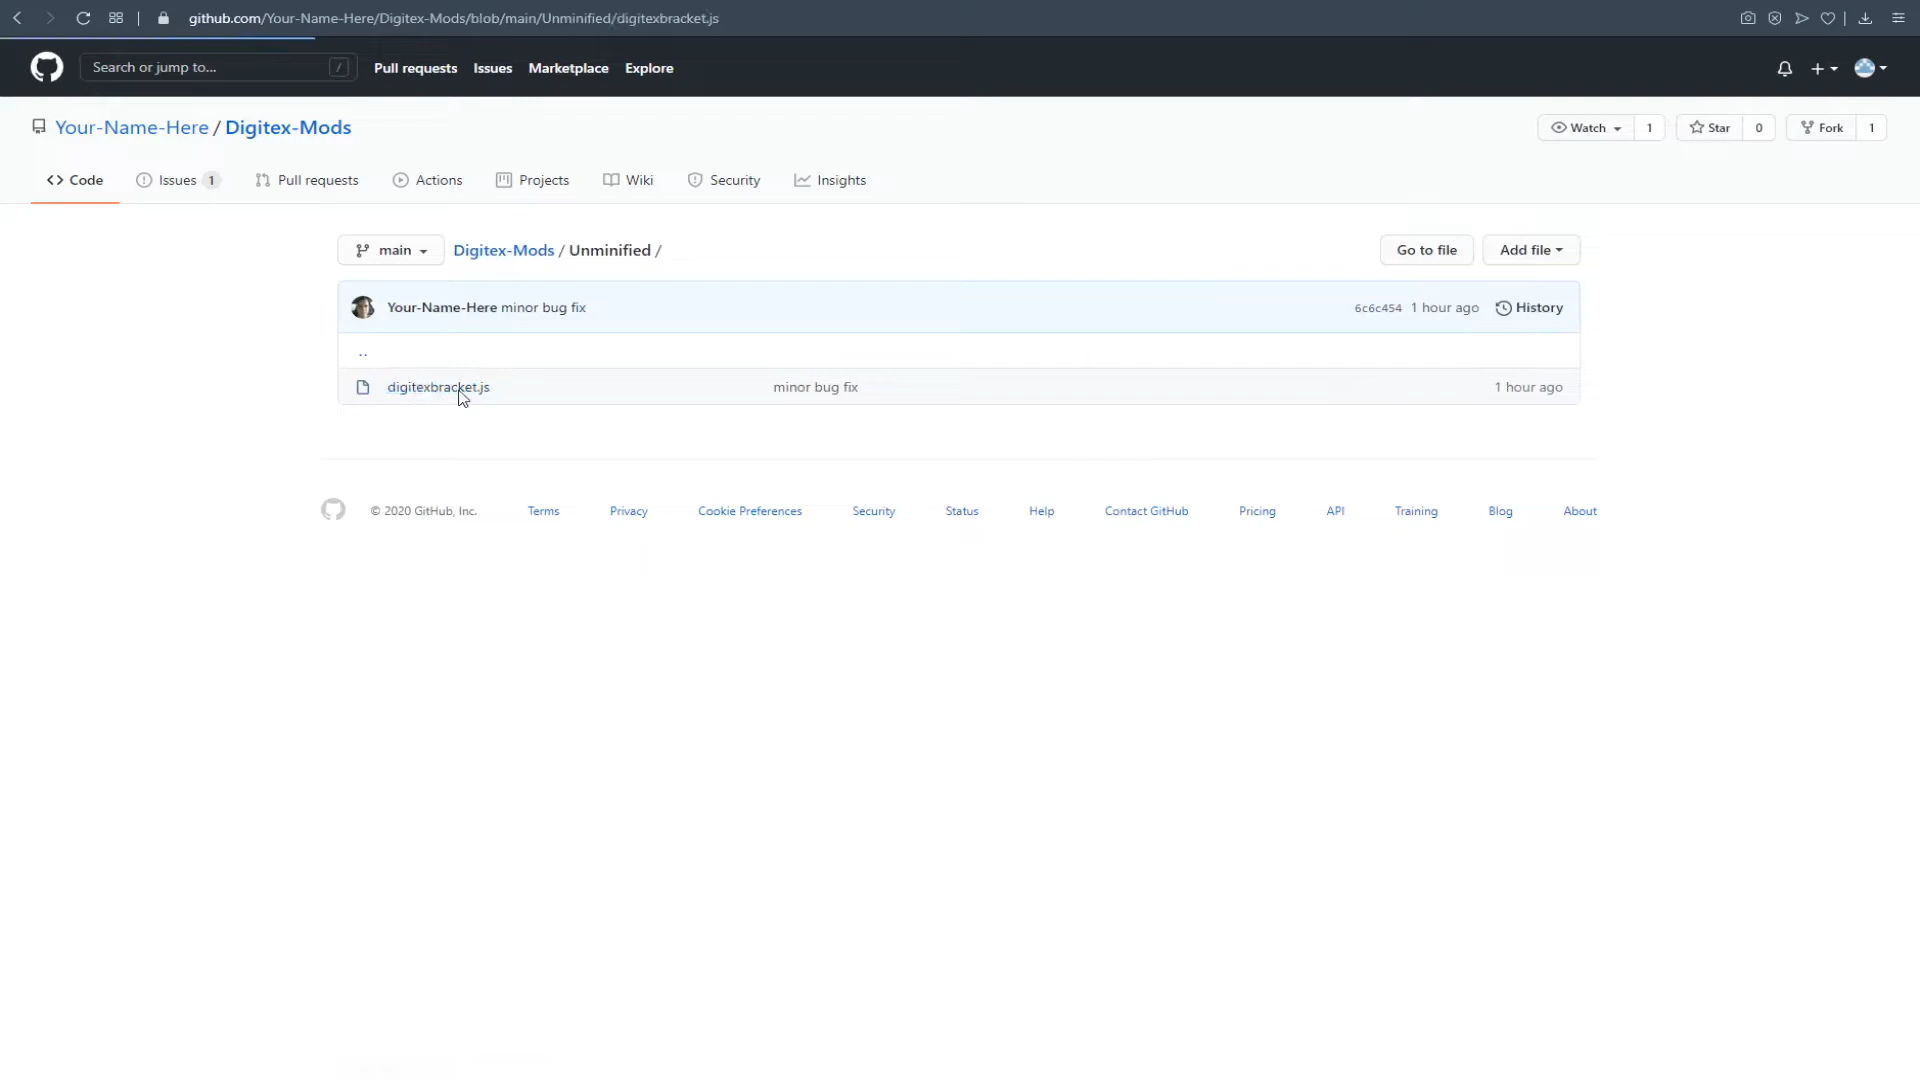 github.com/Your-Name-Here/Digitex-Mods/blob/main/Unminified/digitexbracket.js
Search or jump to... / Pull requests Issues Marketplace Explore
Your-Name-Here / Digitex-Mods Watch 1 Star 0 Fork 1
Code Issues 1 Pull requests Actions Projects Wiki Security Insights
main Digitex-Mods / Unminified / Go to file Add file
Your-Name-Here minor bug fix 6c6c454 1 hour ago History
..
digitexbracket.js minor bug fix 1 hour ago
© 2020 GitHub, Inc. Terms Privacy Cookie Preferences Security Status Help Contact GitHub Pricing API Training Blog About